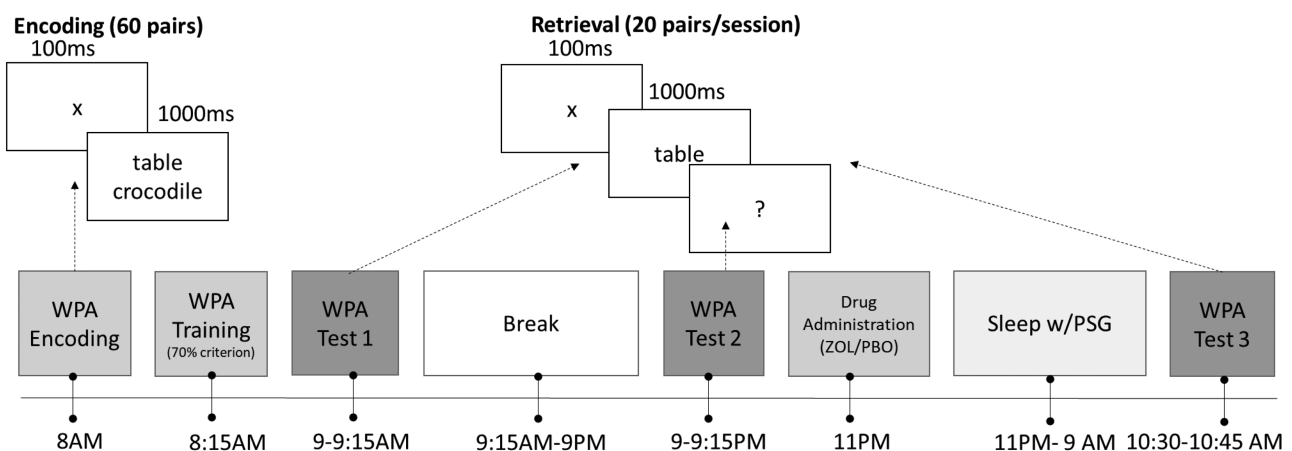 Encoding (60 pairs)
100ms
x
1000ms
table
crocodile
Retrieval (20 pairs/session)
100ms
x
1000ms
table
?
WPA
Encoding
WPA
Training
(70% criterion)
WPA
Test 1
Break
WPA
Test 2
Drug
Administration
(ZOL/PBO)
Sleep w/PSG
WPA
Test 3
8AM
8:15AM
9-9:15AM
9:15AM-9PM
9-9:15PM
11PM
11PM- 9 AM
10:30-10:45 AM